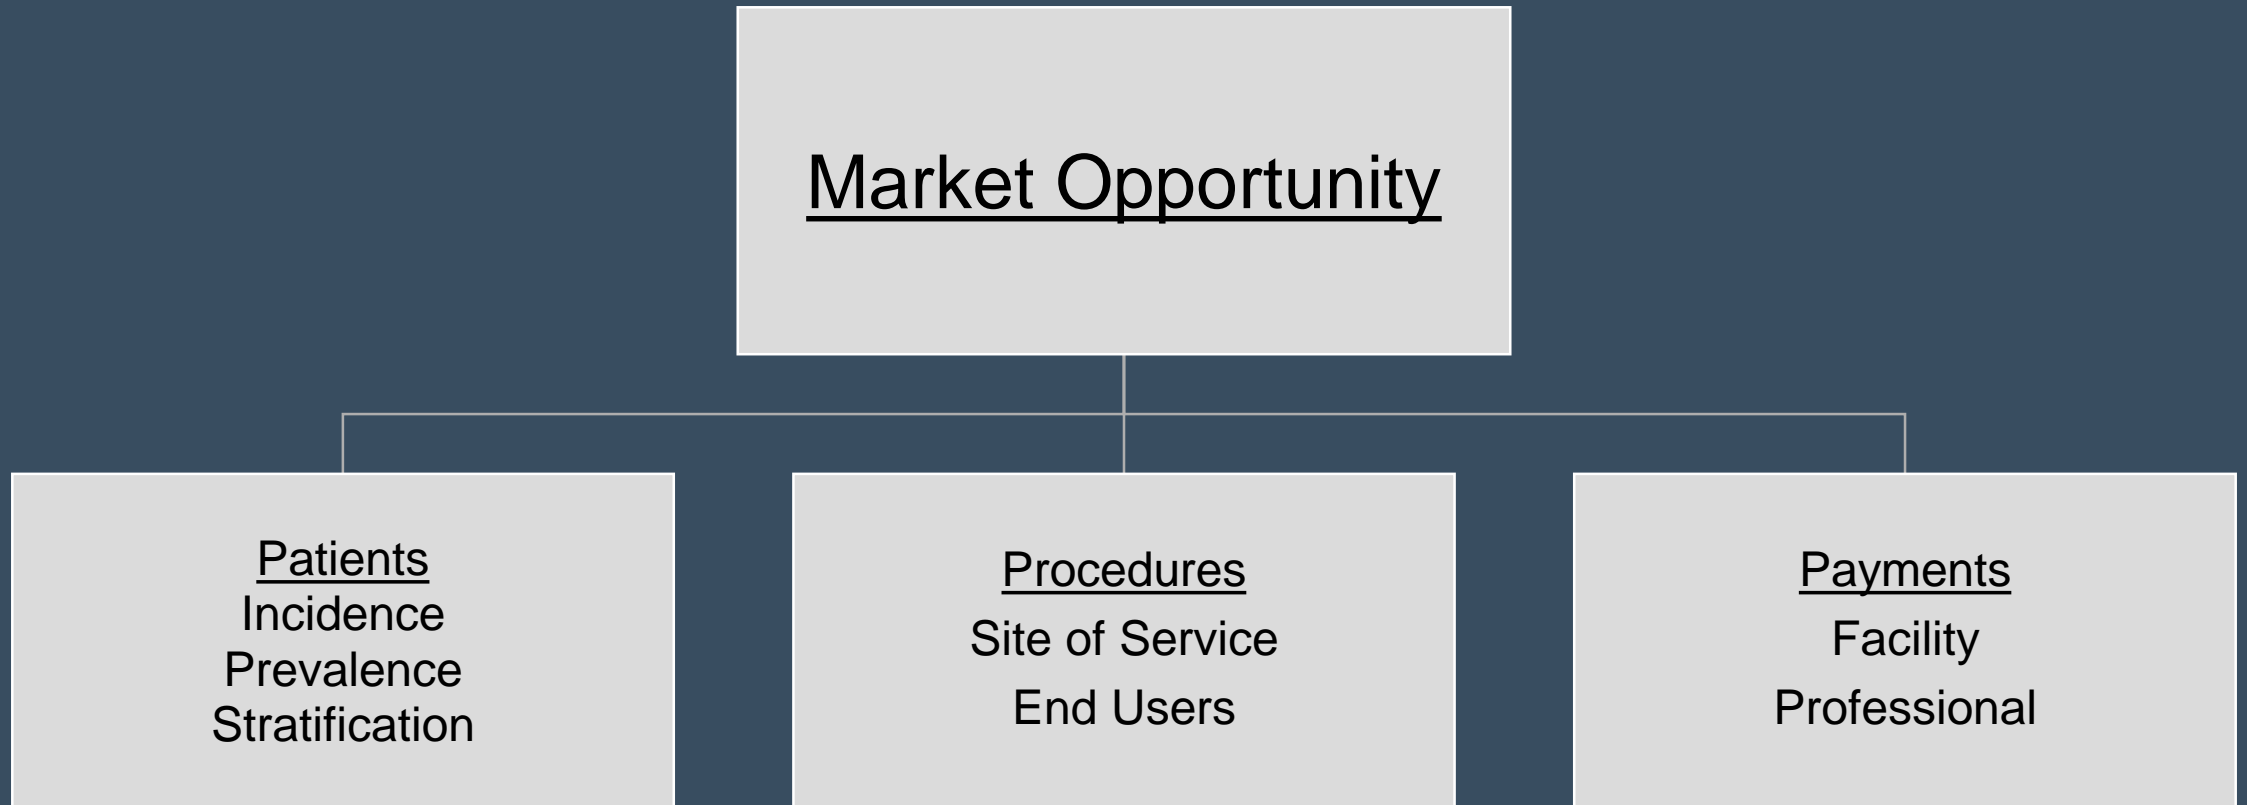 Market Opportunity
Patients
Incidence
Prevalence
Stratification
Procedures
Site of Service
End Users
Payments
Facility
Professional